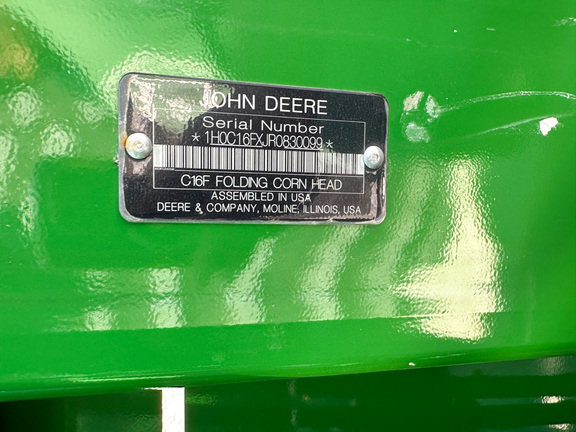 JOHN DEERE
Serial Number
*1H0C16FXJR0830099*
C16F FOLDING CORN HEAD
ASSEMBLED IN USA
DEERE & COMPANY, MOLINE, ILLINOIS, USA